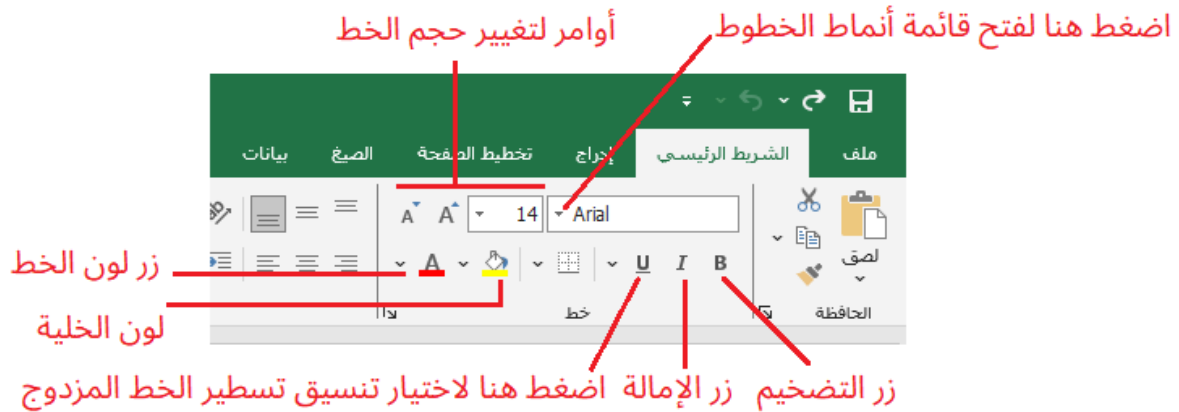 اضغط هنا لفتح قائمة أنماط الخطوط
أوامر لتغيير حجم الخط
ملف
الشريط الرئيسي
إدراج
تخطيط الصفحة
الصيغ
بيانات
Arial
14
A A
لصق
B I U
A
زر لون الخط
الحافظة
خط
لون الخلية
زر التضخيم
زر الإمالة
اضغط هنا لاختيار تنسيق تسطير الخط المزدوج